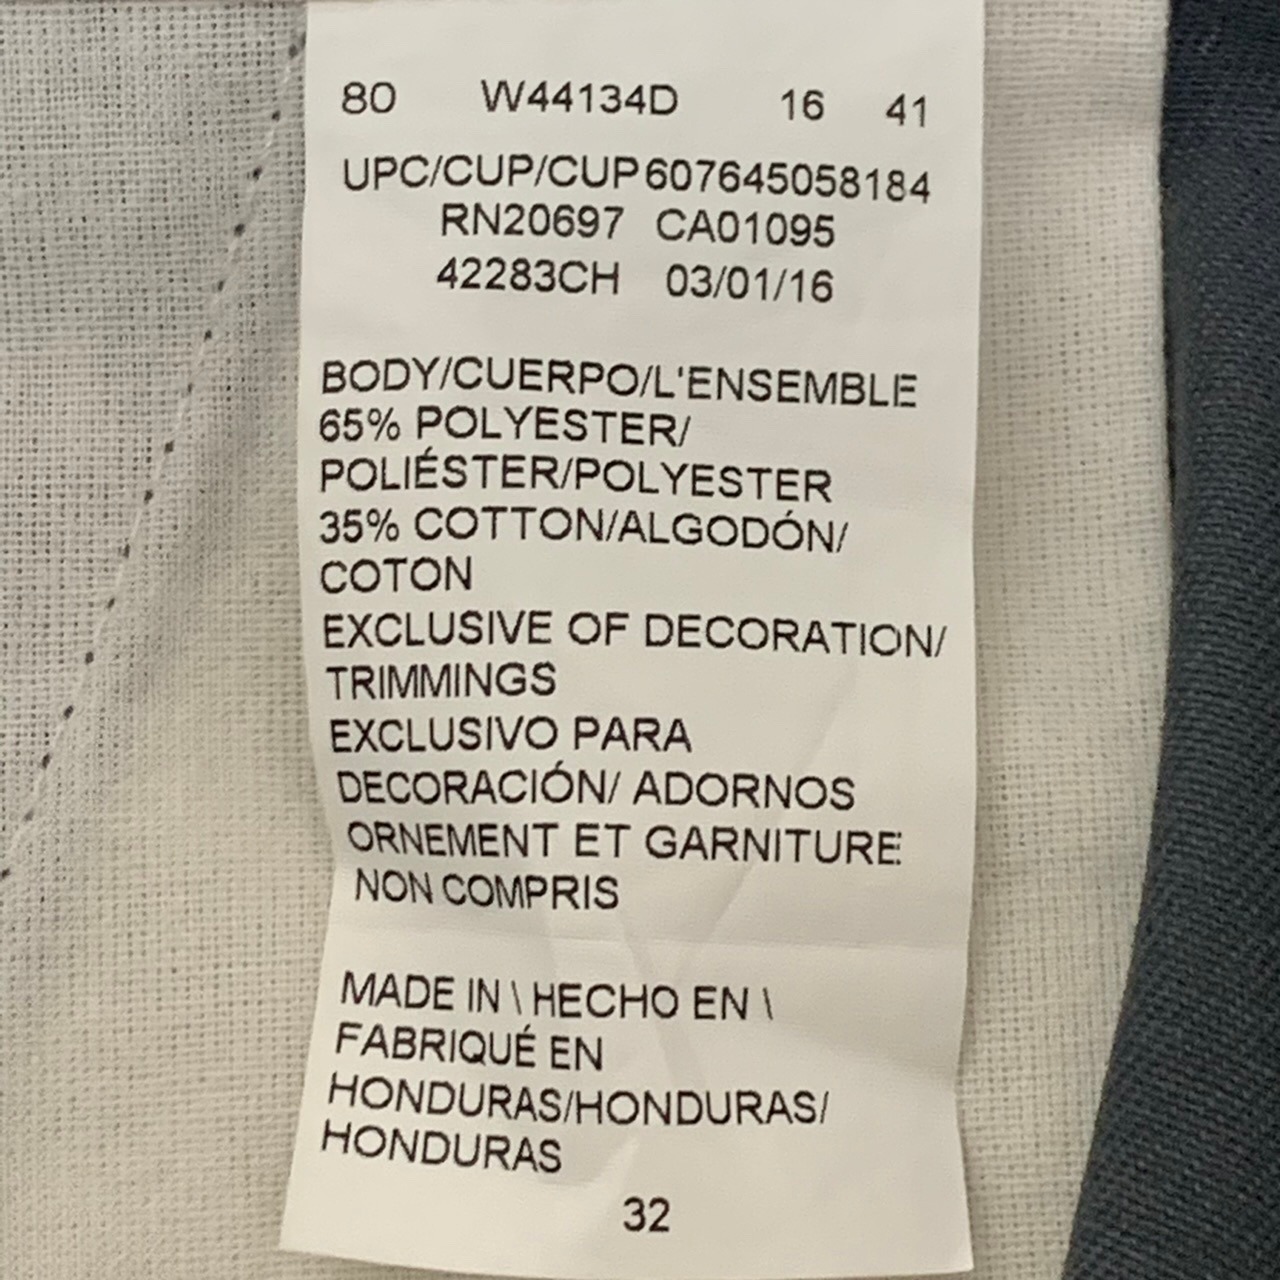 80 W44134D 16 41
UPC/CUP/CUP607645058184
RN20697 CA01095
42283CH 03/01/16
BODY/CUERPO/L'ENSEMBLE
65% POLYESTER/
POLIÉSTER/POLYESTER
35% COTTON/ALGODÓN/
COTON
EXCLUSIVE OF DECORATION/
TRIMMINGS
EXCLUSIVO PARA
DECORACIÓN/ ADORNOS
ORNEMENT ET GARNITURE
NON COMPRIS
MADE IN \ HECHO EN \
FABRIQUÉ EN
HONDURAS/HONDURAS/
HONDURAS
32